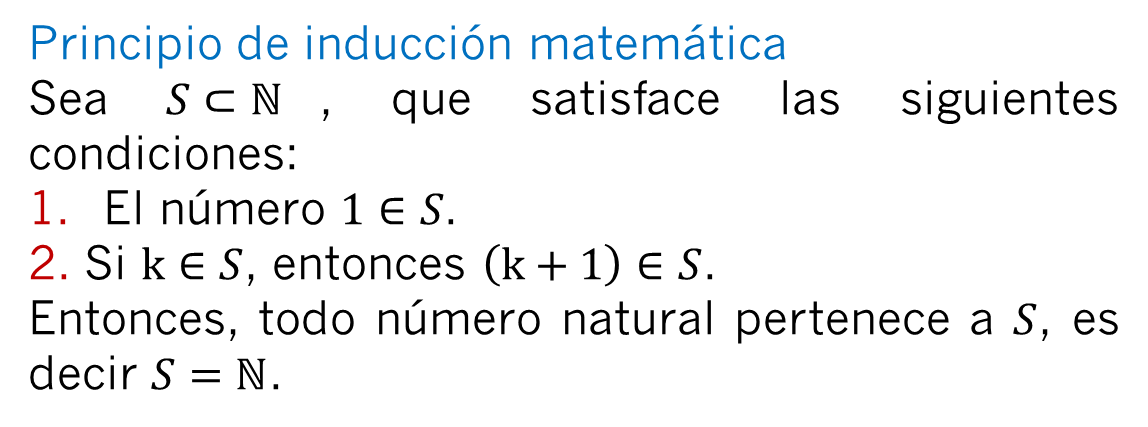 Principio de inducción matemática
Sea S ⊂ ℕ , que satisface las siguientes
condiciones:
1. El número 1 ∈ S.
2. Si k ∈ S, entonces (k + 1) ∈ S.
Entonces, todo número natural pertenece a S, es
decir S = ℕ.